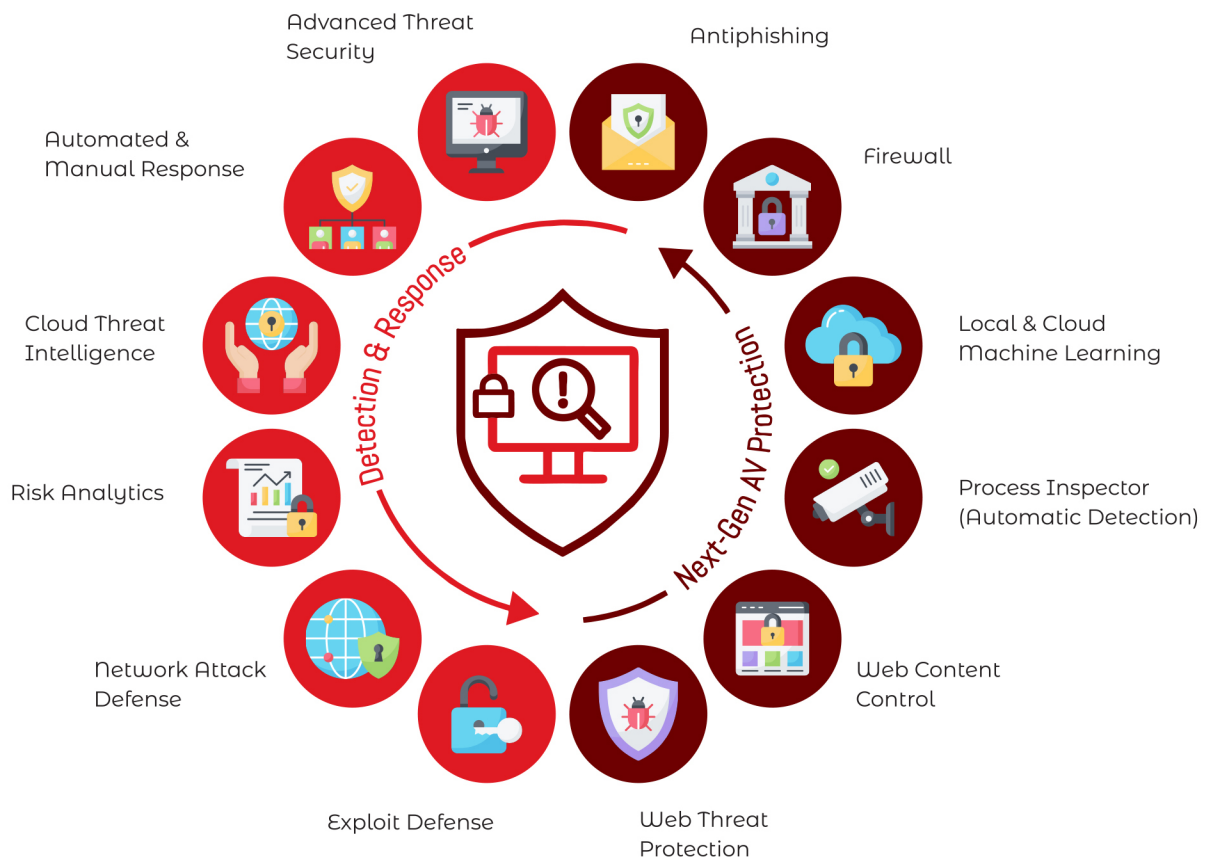 Advanced Threat
Security
Antiphishing
Automated &
Manual Response
Firewall
Cloud Threat
Intelligence
Detection & Response
Next-Gen AV Protection
Local & Cloud
Machine Learning
Risk Analytics
Process Inspector
(Automatic Detection)
Network Attack
Defense
Web Content
Control
Exploit Defense
Web Threat
Protection